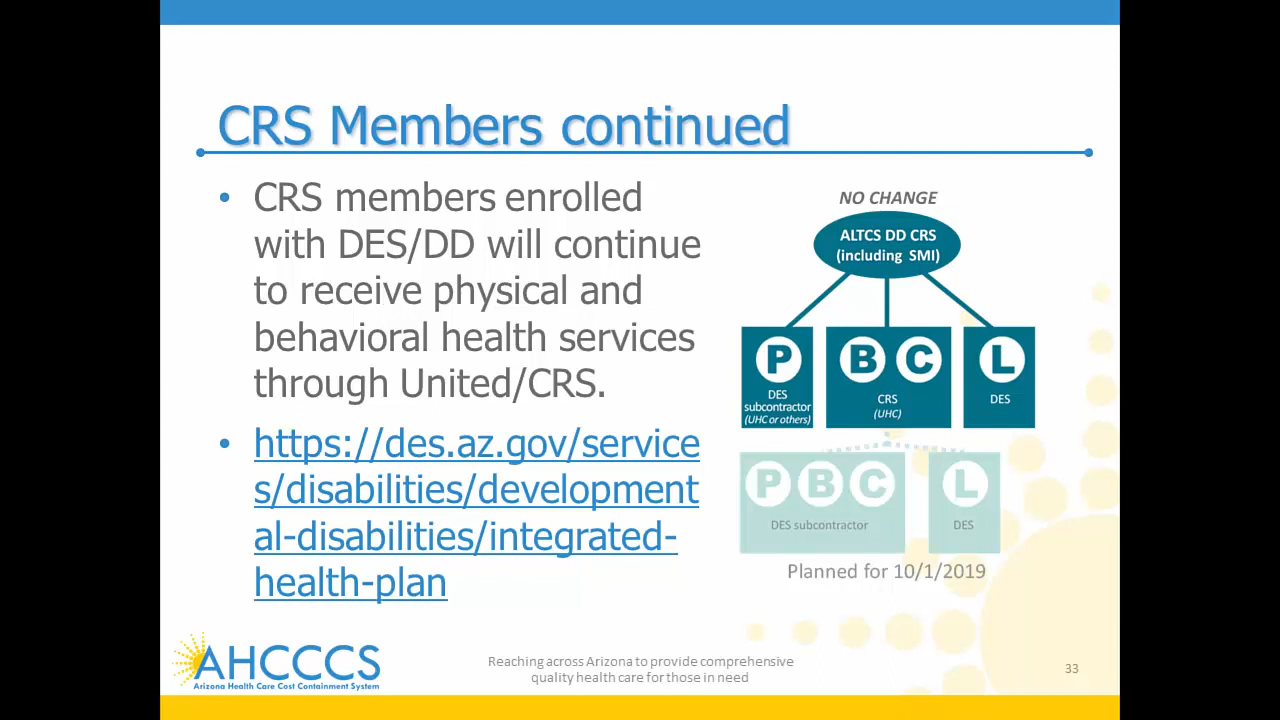 CRS Members continued
• CRS members enrolled
with DES/DD will continue
to receive physical and
behavioral health services
through United/CRS.
• https://des.az.gov/service
s/disabilities/development
al-disabilities/integrated-
health-plan
NO CHANGE
ALTCS DD CRS
(including SMI)
P
DES
subcontractor
(UHC or others)
B C
CRS
(UHC)
L
DES
P B C
DES subcontractor
L
DES
Planned for 10/1/2019
AHCCCS
Arizona Health Care Cost Containment System
Reaching across Arizona to provide comprehensive
quality health care for those in need
33